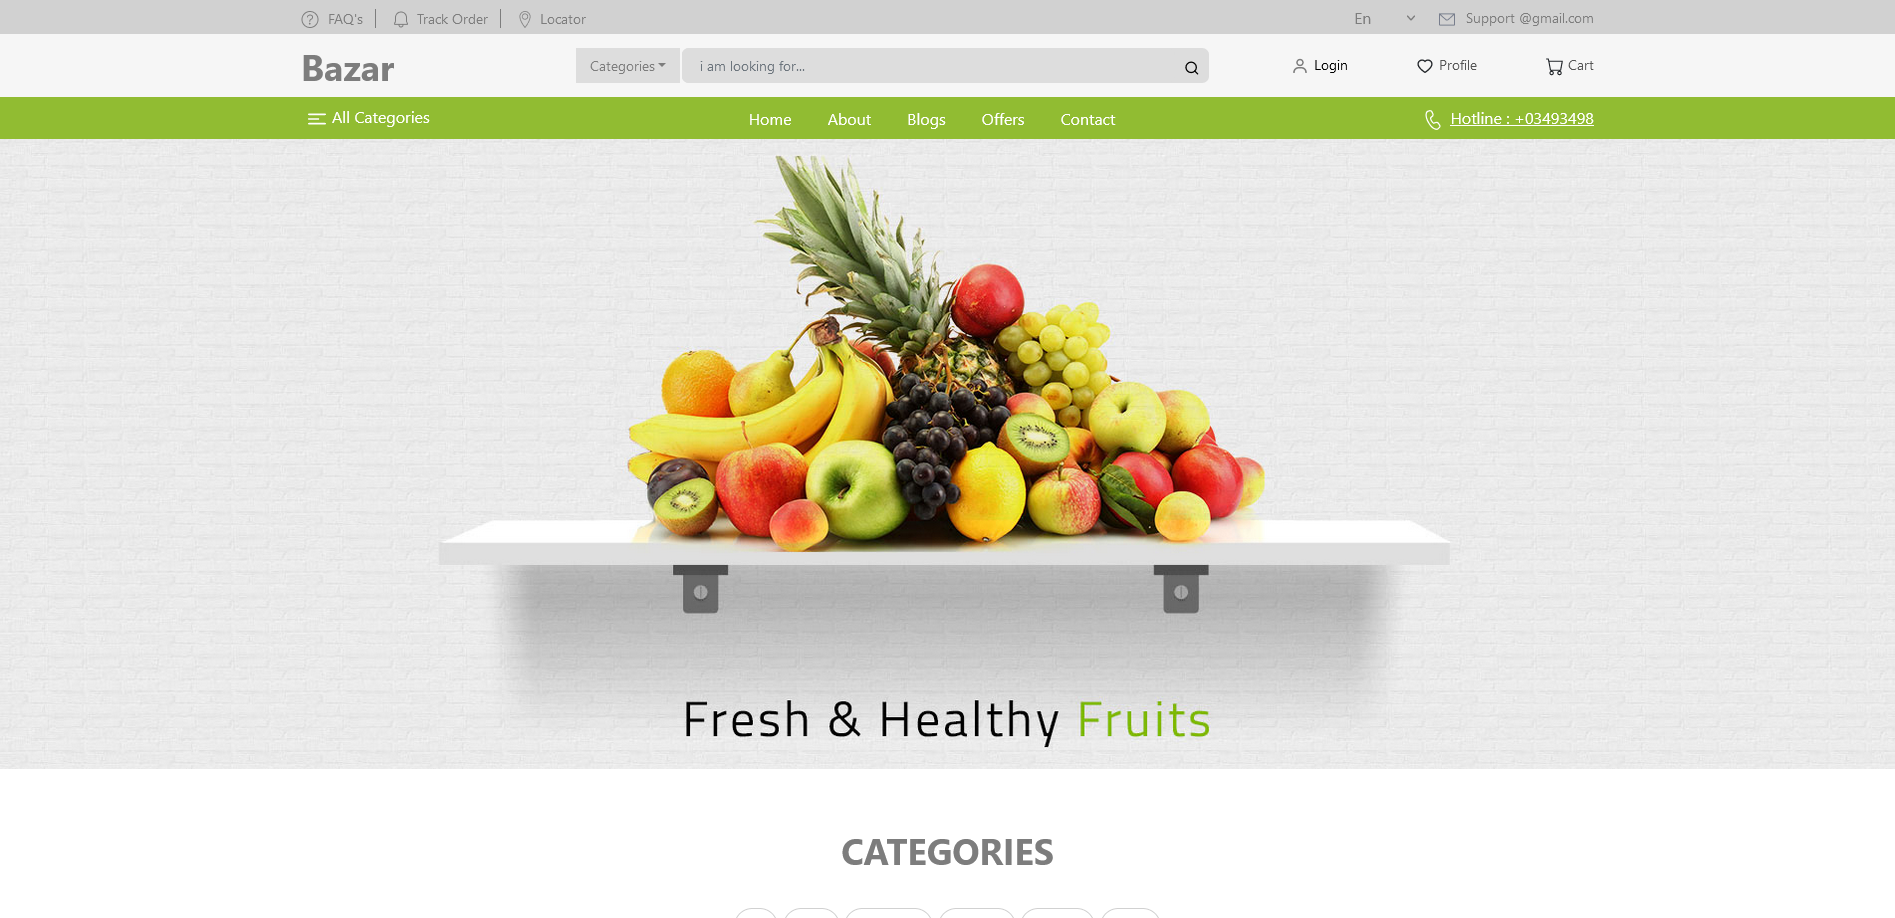 FAQ's Track Order Locator En Support @gmail.com
Bazar Categories i am looking for... Login Profile Cart
All Categories Home About Blogs Offers Contact Hotline : +03493498
Fresh & Healthy Fruits
CATEGORIES